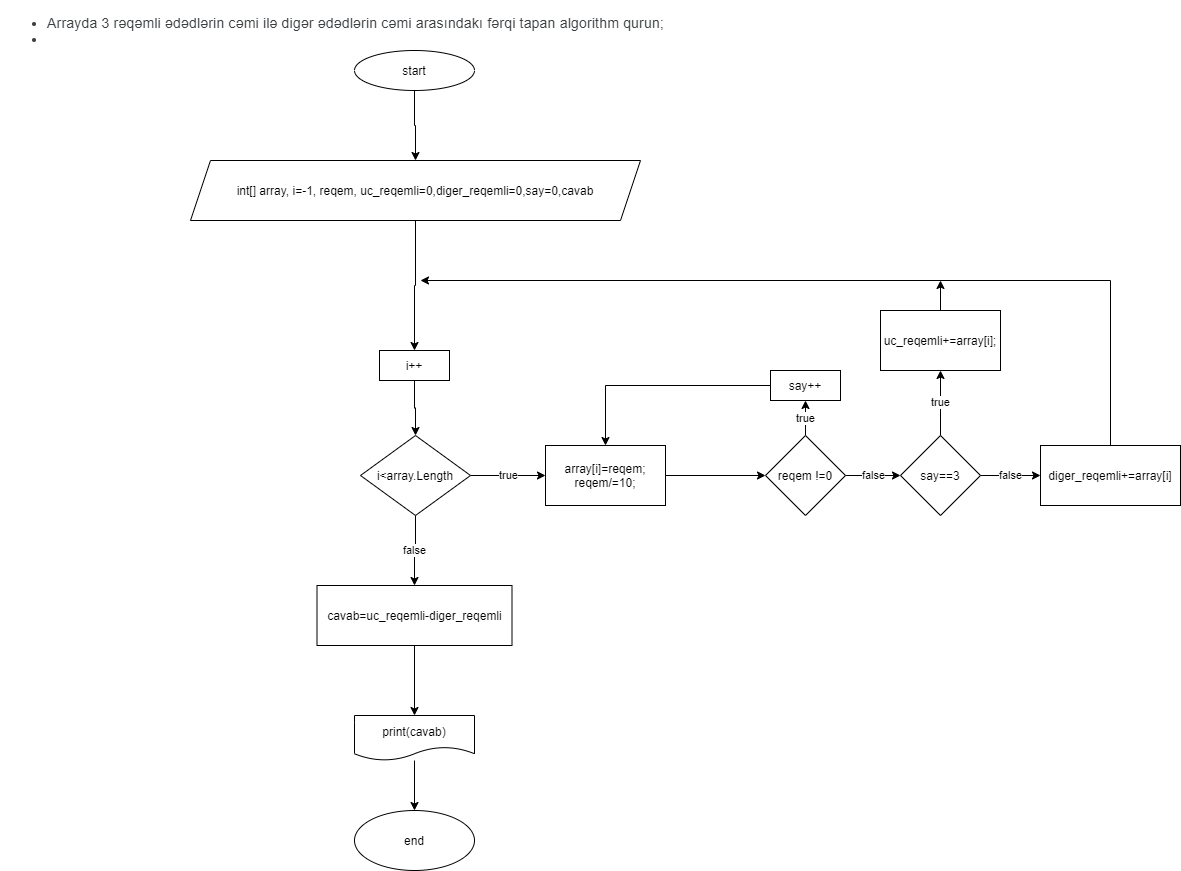 Arrayda 3 rəqəmli ədədlərin cəmi ilə digər ədədlərin cəmi arasındakı fərqi tapan algorithm qurun;
start
int[] array, i=-1, reqem, uc_reqemli=0,diger_reqemli=0,say=0,cavab
uc_reqemli+=array[i];
i++
say++
true
true
i<array.Length
true
array[i]=reqem;
reqem/=10;
reqem !=0
false
say==3
false
diger_reqemli+=array[i]
false
cavab=uc_reqemli-diger_reqemli
print(cavab)
end